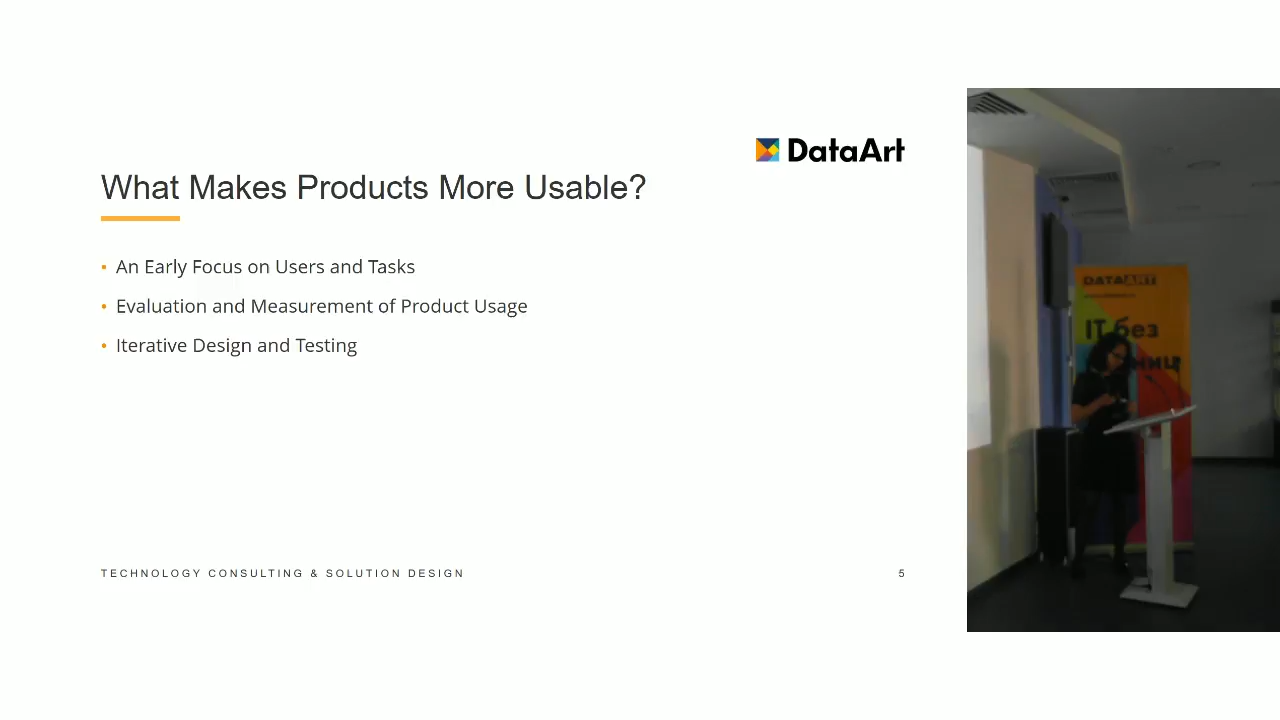 DataArt
What Makes Products More Usable?
▪ An Early Focus on Users and Tasks
• Evaluation and Measurement of Product Usage
• Iterative Design and Testing
TECHNOLOGY CONSULTING & SOLUTION DESIGN
5
DATAART
IT без